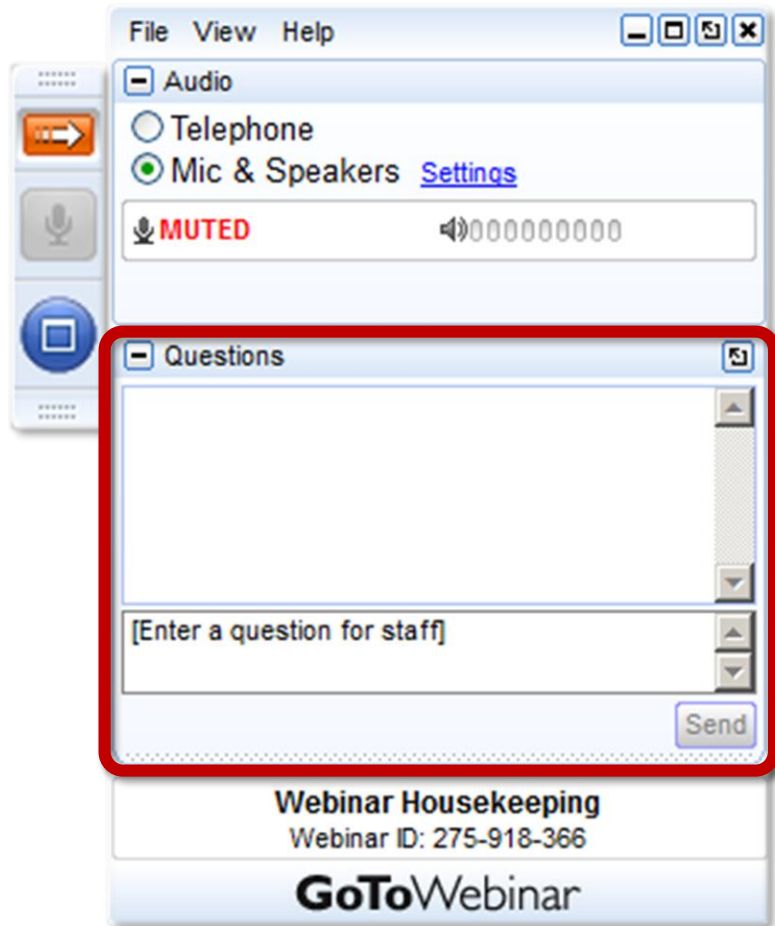 File View Help
Audio
Telephone
Mic & Speakers Settings
MUTED 000000000
Questions
[Enter a question for staff]
Send
Webinar Housekeeping
Webinar ID: 275-918-366
GoToWebinar